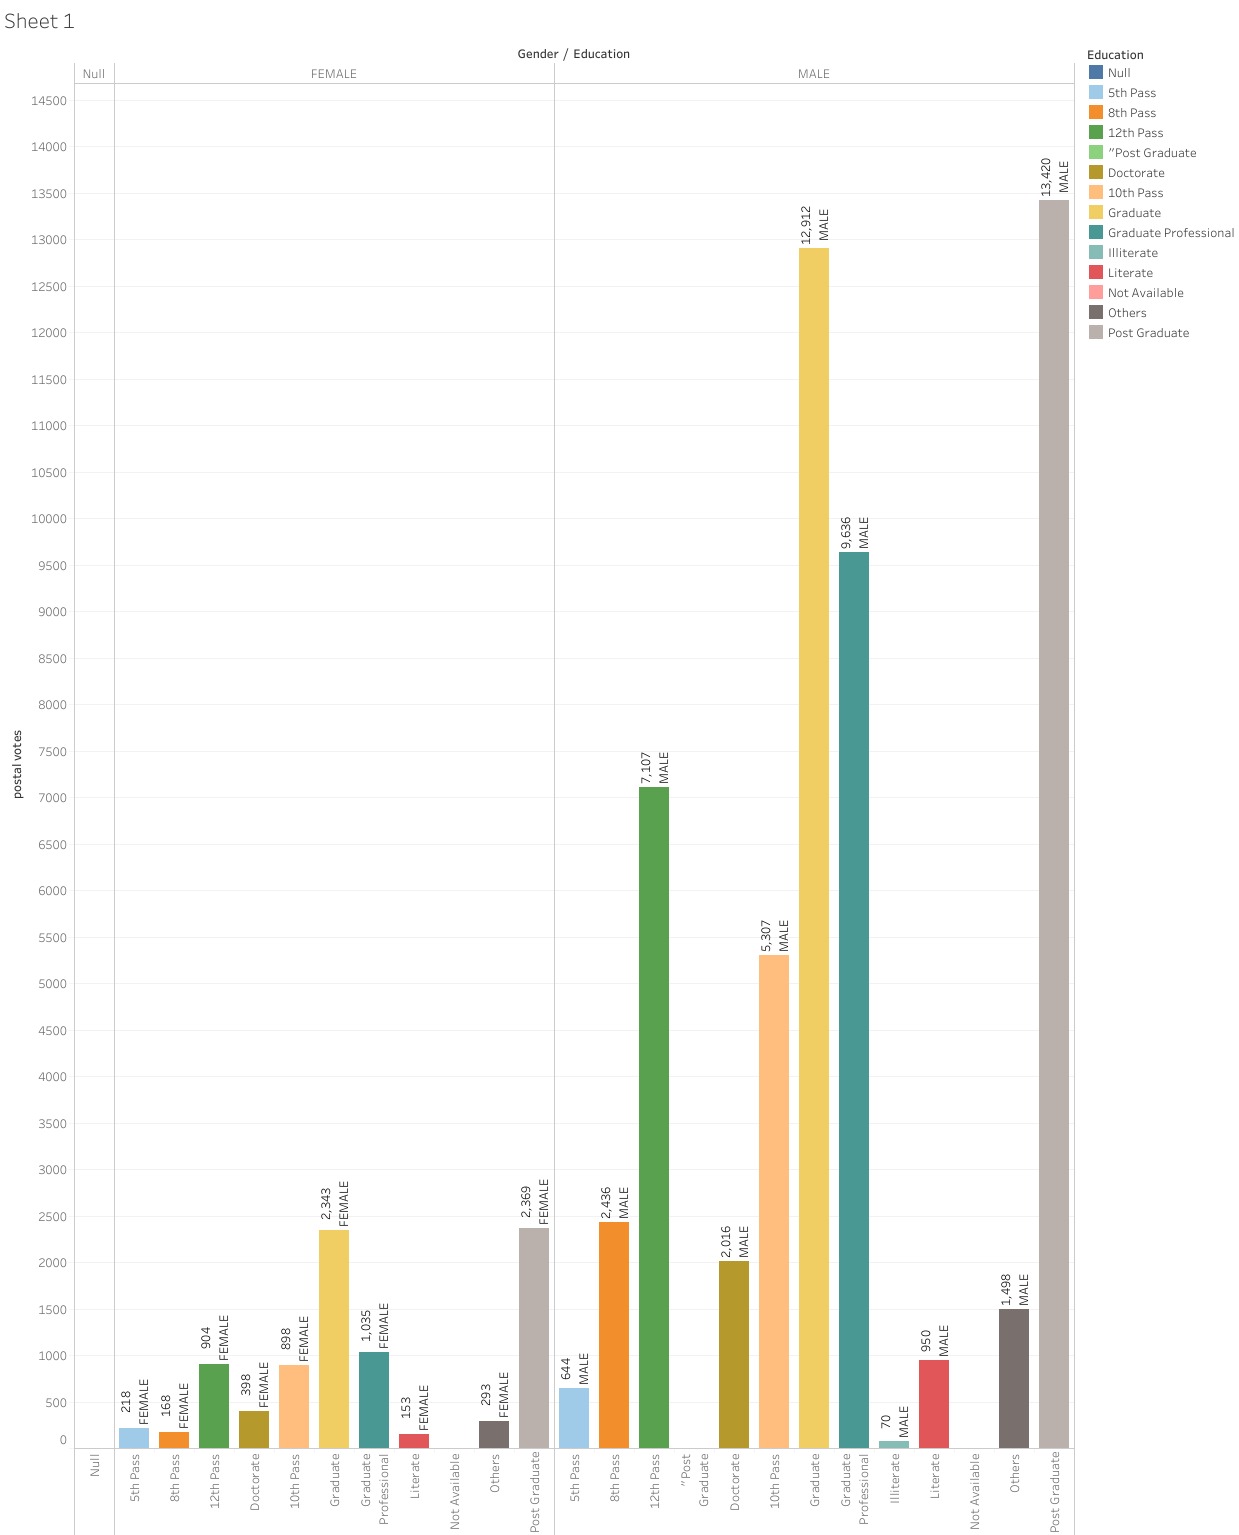 Sheet 1
Gender / Education
Null
FEMALE
MALE
14500
14000
13500
13000
12500
12000
11500
11000
10500
10000
9500
9000
8500
8000
7500
7000
6500
6000
5500
5000
4500
4000
3500
3000
2500
2000
1500
1000
500
0
postal votes
218
FEMALE
168
FEMALE
904
FEMALE
398
FEMALE
898
FEMALE
2,343
FEMALE
1,035
FEMALE
153
FEMALE
293
FEMALE
2,369
FEMALE
644
MALE
2,436
MALE
7,107
MALE
2,016
MALE
5,307
MALE
12,912
MALE
9,636
MALE
70
MALE
950
MALE
1,498
MALE
13,420
MALE
Null
5th Pass
8th Pass
12th Pass
Doctorate
10th Pass
Graduate
Graduate
Professional
Literate
Not Available
Others
Post Graduate
5th Pass
8th Pass
12th Pass
"Post
Graduate
Doctorate
10th Pass
Graduate
Graduate
Professional
Illiterate
Literate
Not Available
Others
Post Graduate
Education
Null
5th Pass
8th Pass
12th Pass
"Post Graduate
Doctorate
10th Pass
Graduate
Graduate Professional
Illiterate
Literate
Not Available
Others
Post Graduate